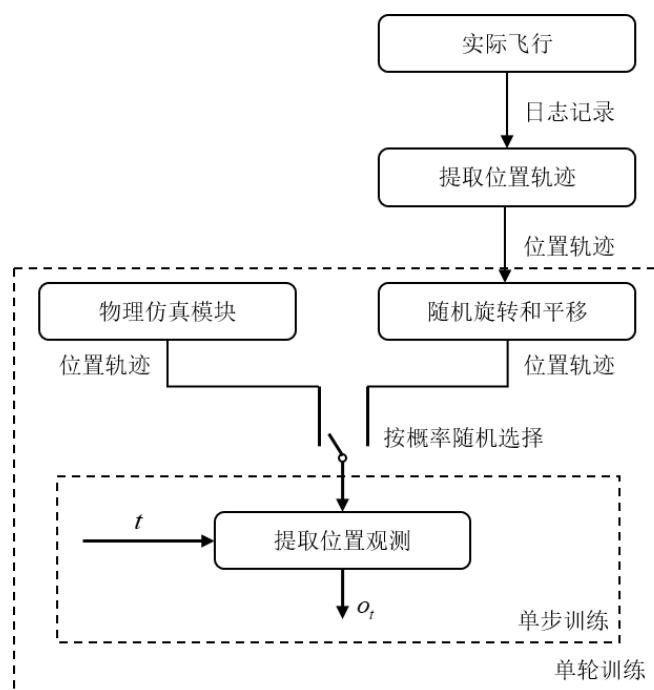 实际飞行
日志记录
提取位置轨迹
位置轨迹
物理仿真模块
随机旋转和平移
位置轨迹
位置轨迹
按概率随机选择
t
提取位置观测
o_t
单步训练
单轮训练